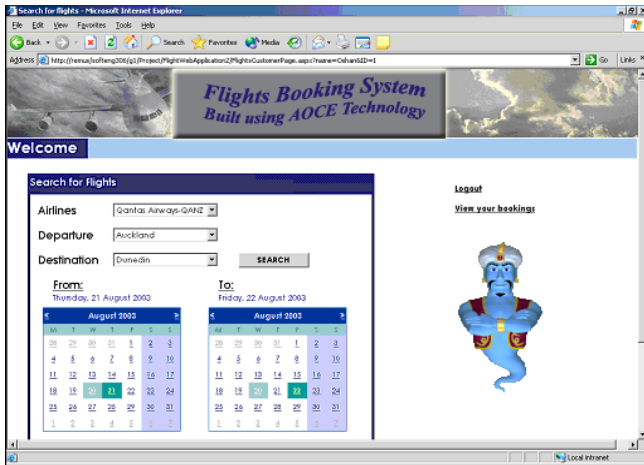 Search for flights - Microsoft Internet Explorer
File Edit View Favorites Tools Help
Back Search Favorites Media
Address http://remus/softeng306/g1/Project/FlightWebApplication2/FlightsCustomerPage.aspx?name=Oshani&ID=1 Go Links
Flights Booking System
Built using AOCE Technology
Welcome
Search for Flights
Logout
Airlines Qantas Airways-QANZ
View your bookings
Departure Auckland
Destination Dunedin SEARCH
From: To:
Thursday, 21 August 2003 Friday, 22 August 2003
< August 2003 > < August 2003 >
M T W T F S S M T W T F S S
28 29 30 31 1 2 3 28 29 30 31 1 2 3
4 5 6 7 8 9 10 4 5 6 7 8 9 10
11 12 13 14 15 16 17 11 12 13 14 15 16 17
18 19 20 21 22 23 24 18 19 20 21 22 23 24
25 26 27 28 29 30 31 25 26 27 28 29 30 31
1 2 3 4 5 6 7 1 2 3 4 5 6 7
Local intranet